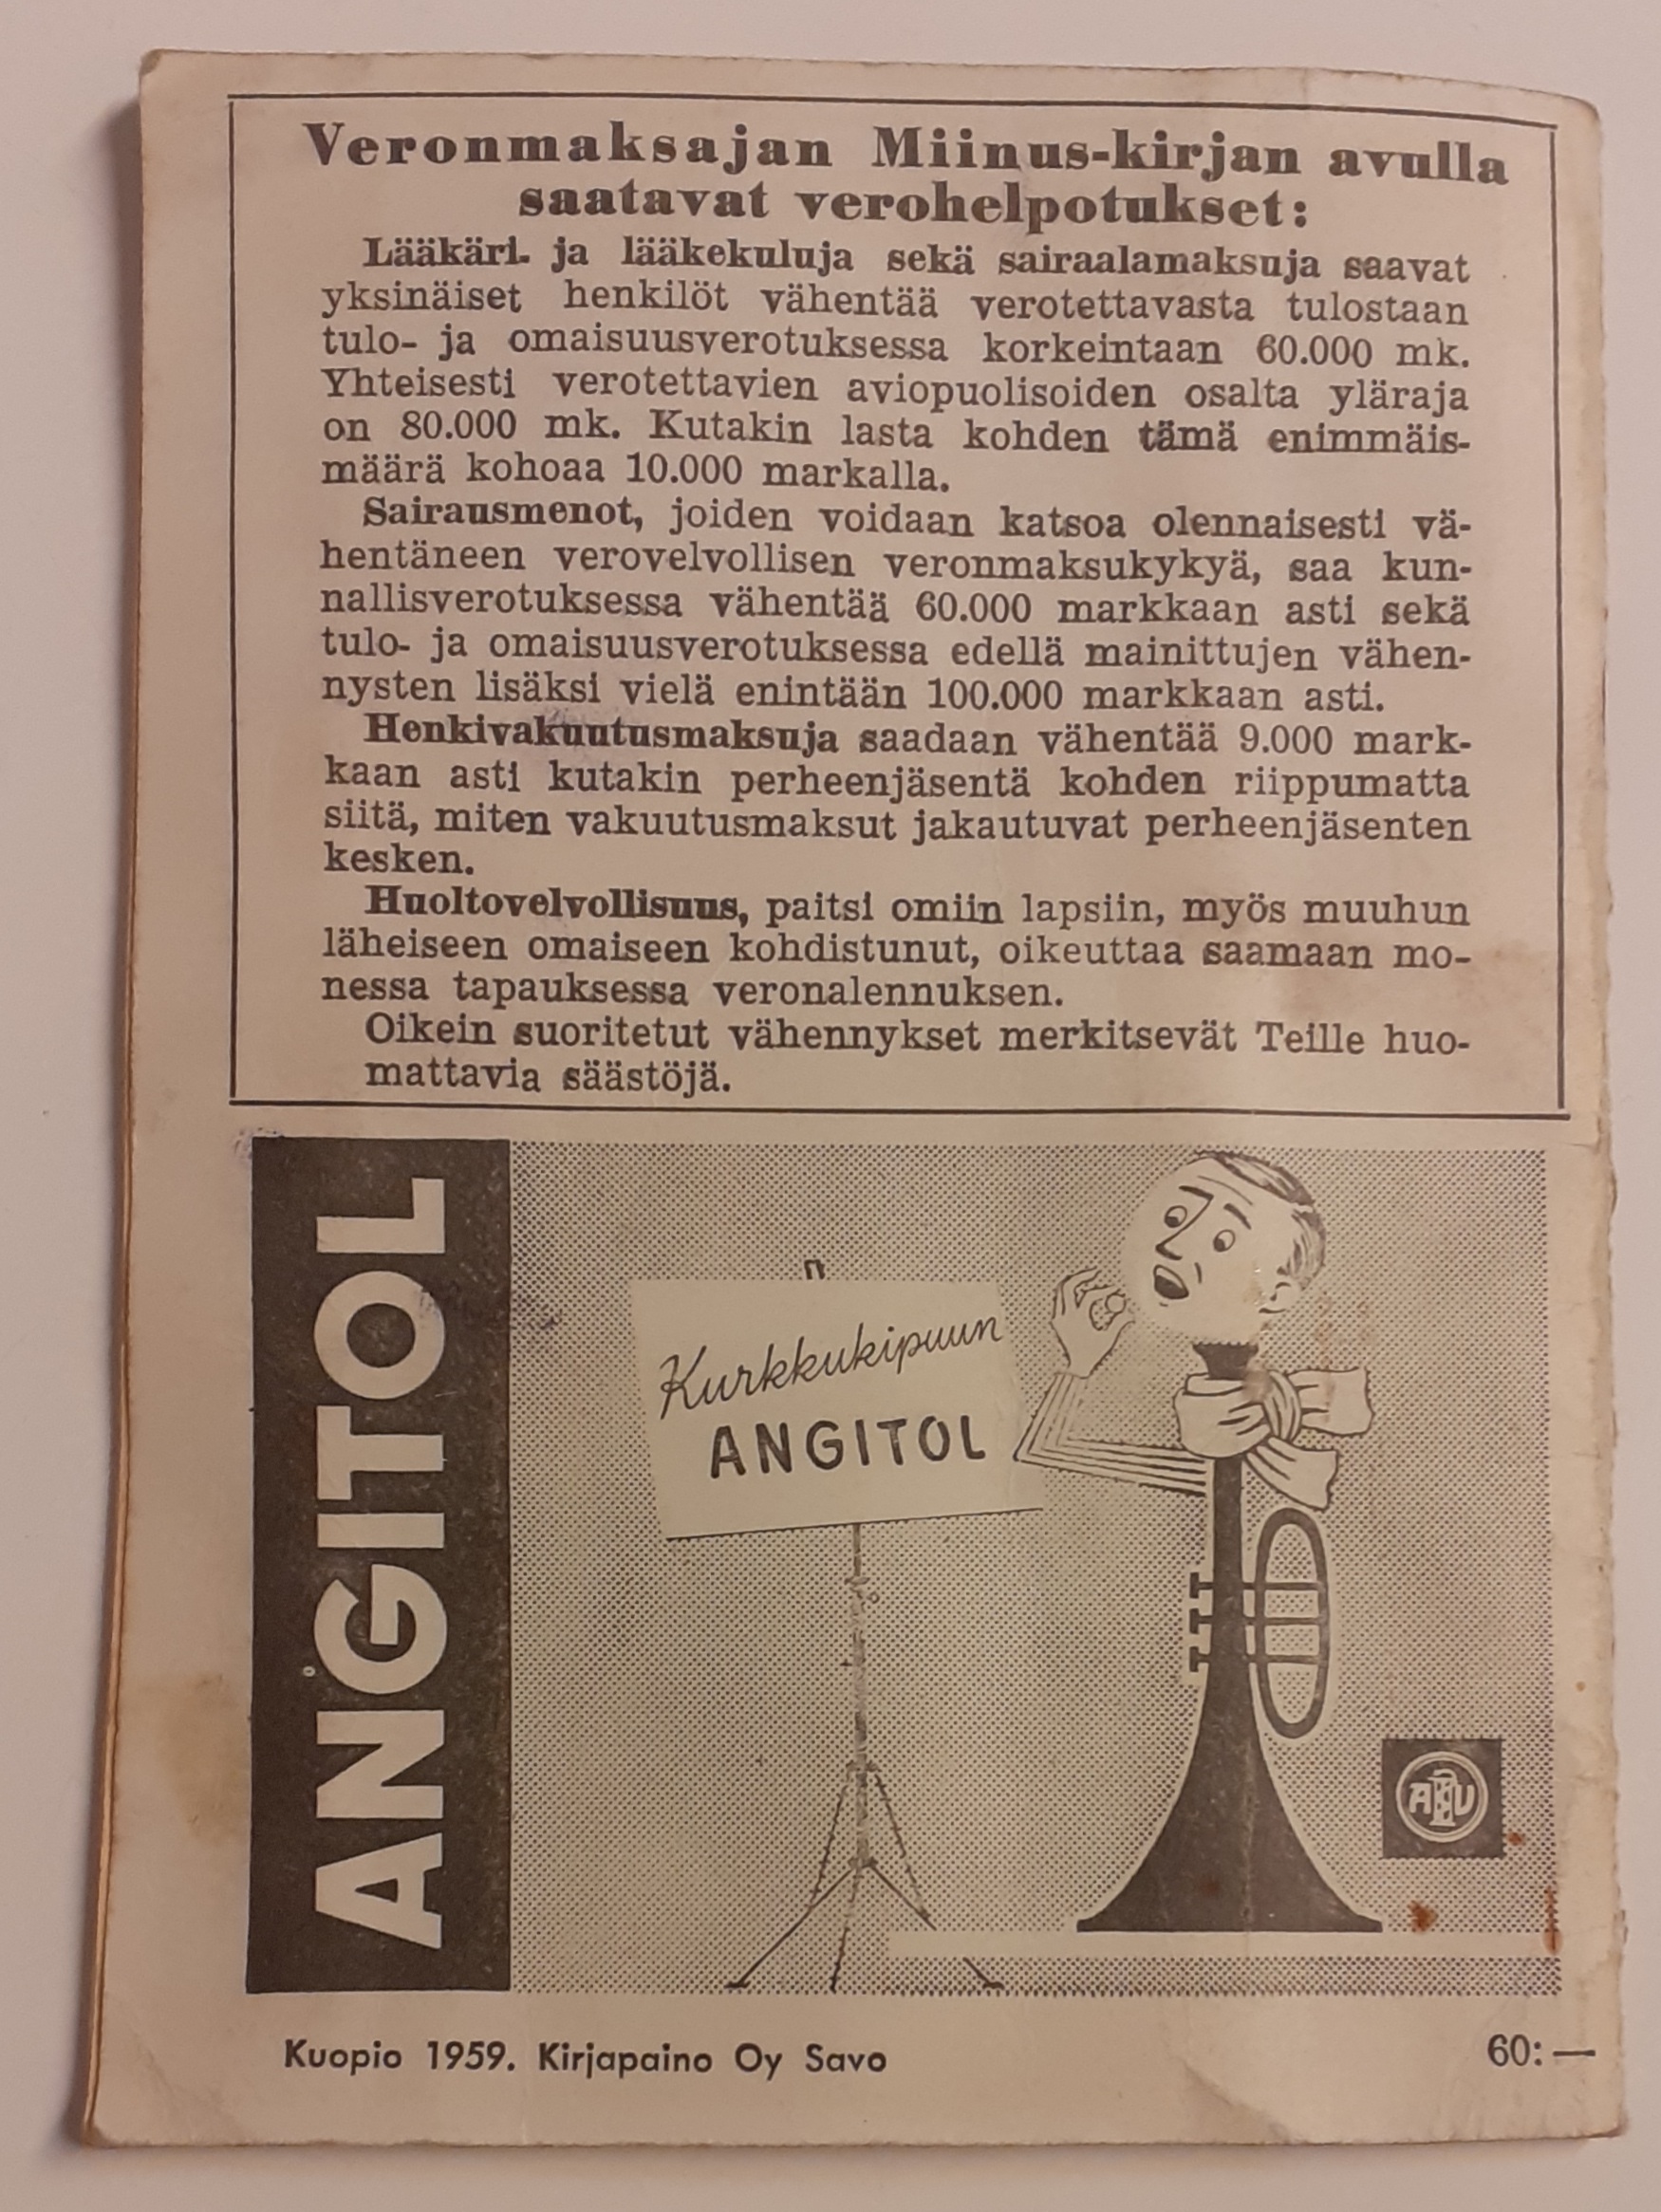 Veronmaksajan Miinus-kirjan avulla
saatavat verohelpotukset:
Lääkäri- ja lääkekuluja sekä sairaalamaksuja saavat
yksinäiset henkilöt vähentää verotettavasta tulostaan
tulo- ja omaisuusverotuksessa korkeintaan 60.000 mk.
Yhteisesti verotettavien aviopuolisoiden osalta yläraja
on 80.000 mk. Kutakin lasta kohden tämä enimmäis-
määrä kohoaa 10.000 markalla.
Sairausmenot, joiden voidaan katsoa olennaisesti vä-
hentäneen verovelvollisen veronmaksukykyä, saa kun-
nallisverotuksessa vähentää 60.000 markkaan asti sekä
tulo- ja omaisuusverotuksessa edellä mainittujen vähen-
nysten lisäksi vielä enintään 100.000 markkaan asti.
Henkivakuutusmaksuja saadaan vähentää 9.000 mark-
kaan asti kutakin perheenjäsentä kohden riippumatta
siitä, miten vakuutusmaksut jakautuvat perheenjäsenten
kesken.
Huoltovelvollisuus, paitsi omiin lapsiin, myös muuhun
läheiseen omaiseen kohdistunut, oikeuttaa saamaan mo-
nessa tapauksessa veronalennuksen.
Oikein suoritetut vähennykset merkitsevät Teille huo-
mattavia säästöjä.
ANGITOL
Kurkkukipuun
ANGITOL
Kuopio 1959. Kirjapaino Oy Savo
60:—